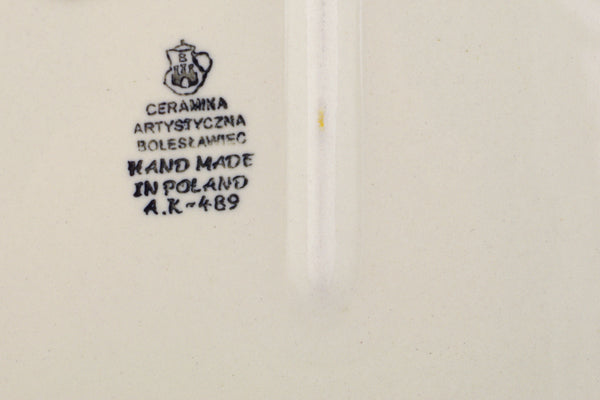 B
CERAMIKA
ARTYSTYCZNA
BOLESŁAWIEC
HAND MADE
IN POLAND
A.K-489